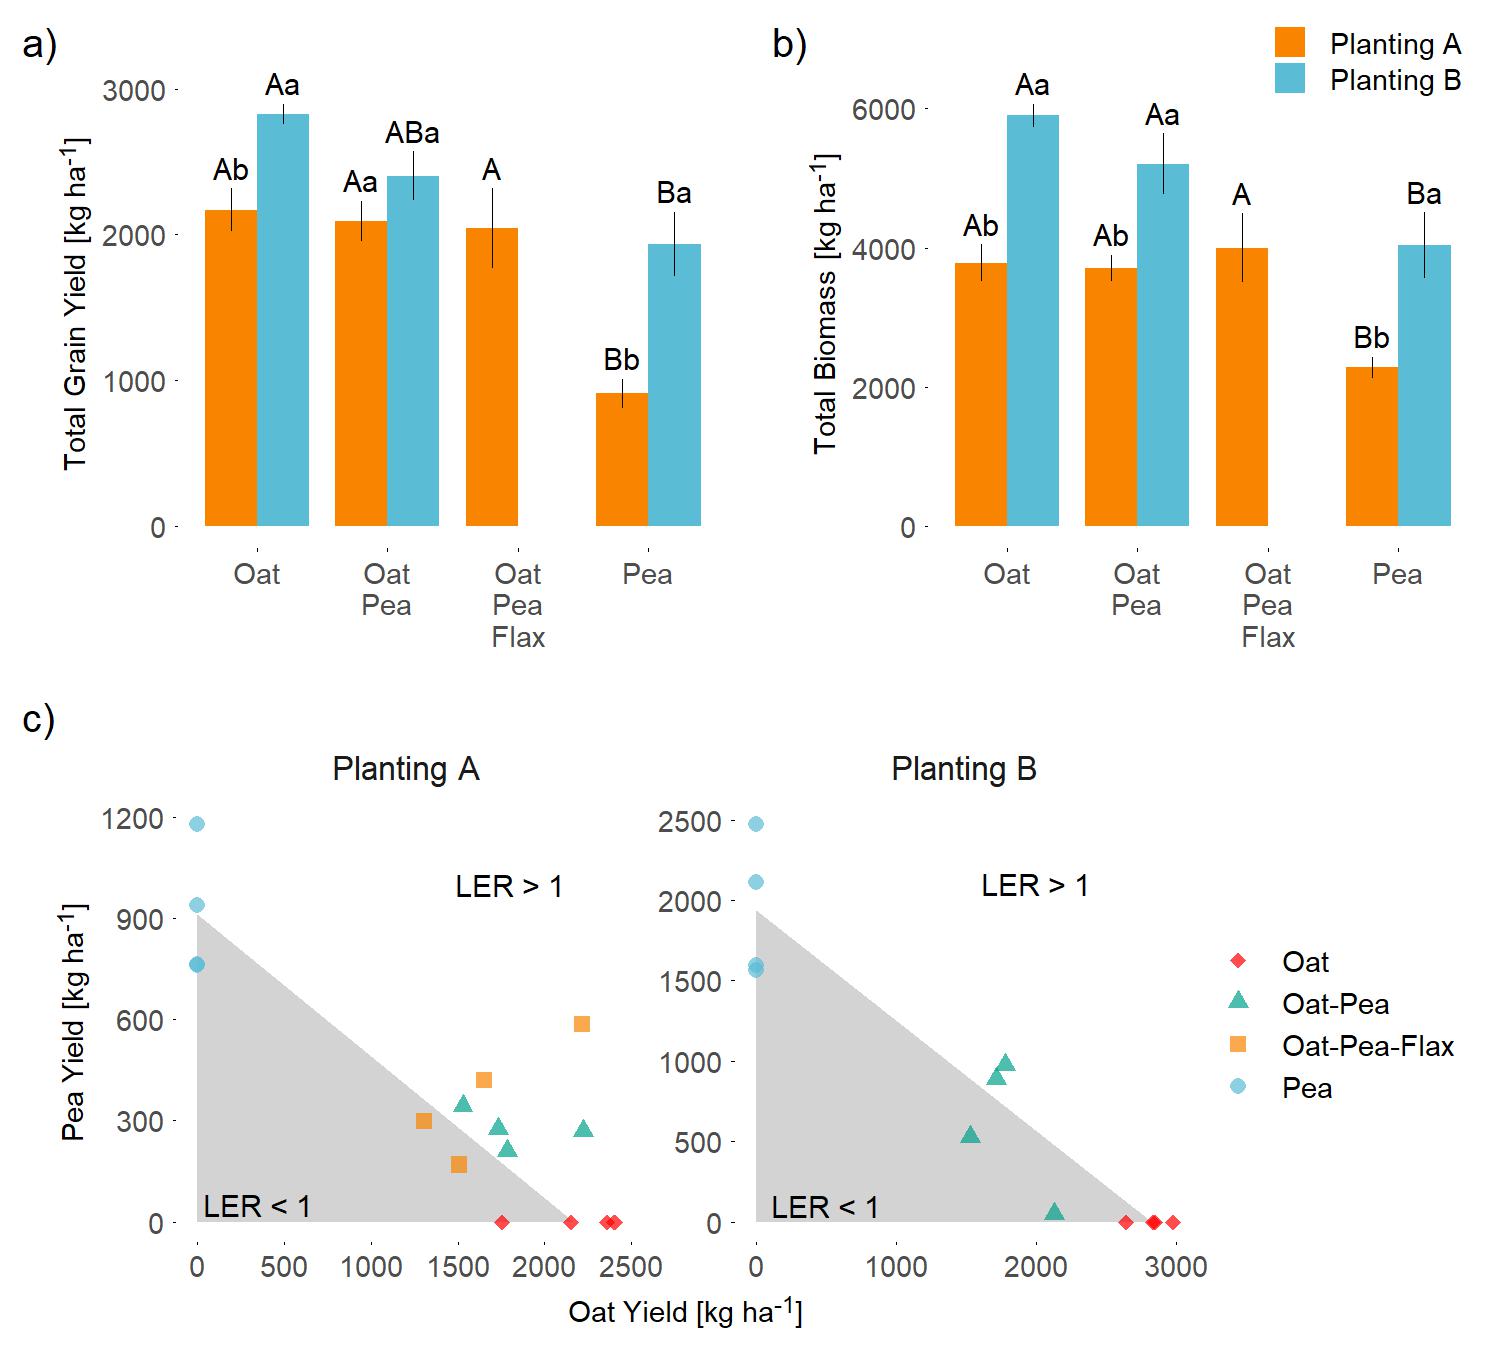 a)
Total Grain Yield [kg ha-1]
3000
2000
1000
0
Ab
Aa
Aa
ABa
A
Bb
Ba
Oat
Oat
Pea
Oat
Pea
Flax
Pea
b)
Planting A
Planting B
Total Biomass [kg ha-1]
6000
4000
2000
0
Ab
Aa
Ab
Aa
A
Bb
Ba
Oat
Oat
Pea
Oat
Pea
Flax
Pea
c)
Planting A
Pea Yield [kg ha-1]
1200
900
600
300
0
LER > 1
LER < 1
0 500 1000 1500 2000 2500
Planting B
2500
2000
1500
1000
500
0
LER > 1
LER < 1
0 1000 2000 3000
Oat Yield [kg ha-1]
Oat
Oat-Pea
Oat-Pea-Flax
Pea